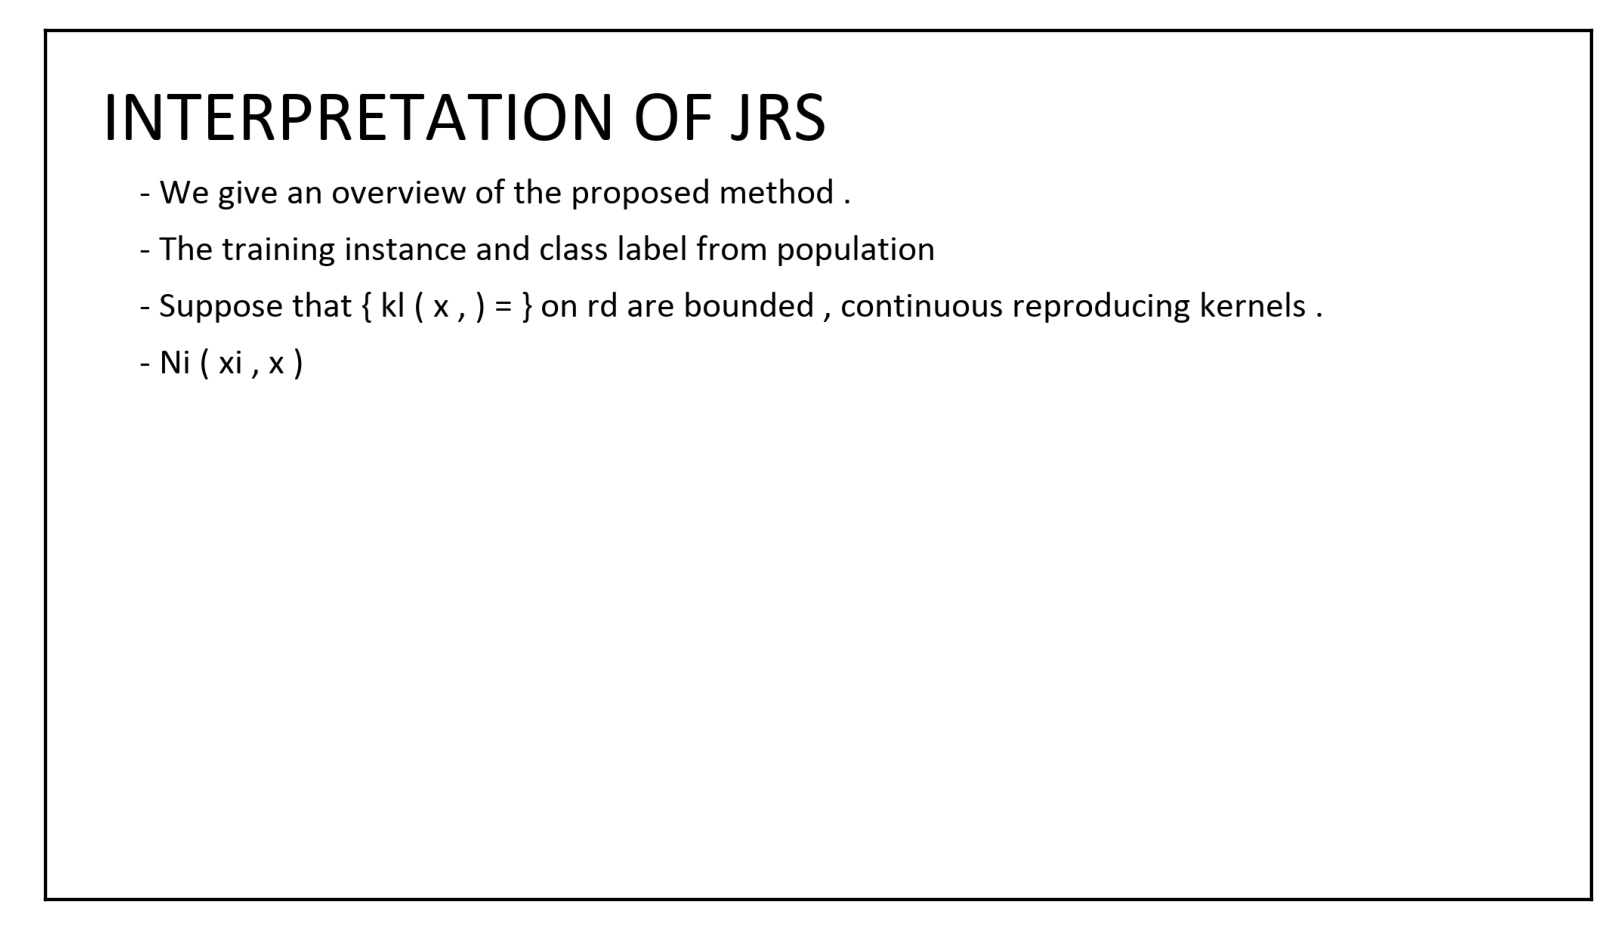 INTERPRETATION OF JRS
- We give an overview of the proposed method .
- The training instance and class label from population
- Suppose that { kl ( x , ) = } on rd are bounded , continuous reproducing kernels .
- Ni ( xi , x )